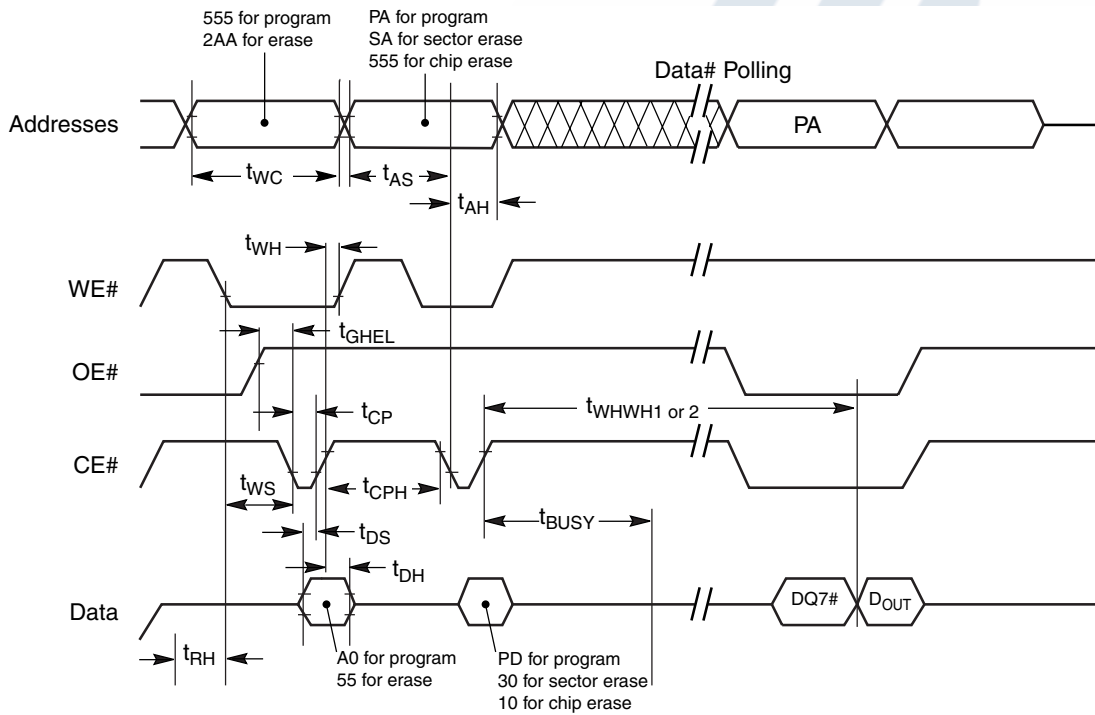 555 for program
2AA for erase
PA for program
SA for sector erase
555 for chip erase
Data# Polling
Addresses
PA
tWC
tAS
tAH
tWH
WE#
tGHEL
OE#
tWHWH1 or 2
tCP
CE#
tWS
tCPH
tBUSY
tDS
tDH
Data
DQ7#
DOUT
tRH
A0 for program
55 for erase
PD for program
30 for sector erase
10 for chip erase